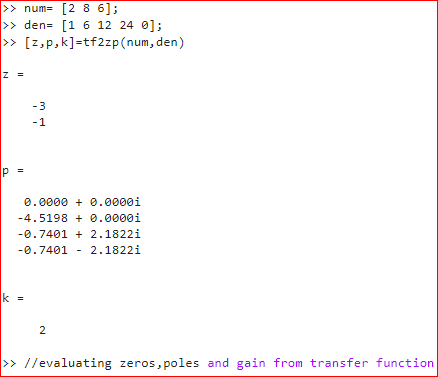 >> num= [2 8 6];
>> den= [1 6 12 24 0];
>> [z,p,k]=tf2zp(num,den)
z =
-3
-1
p =
0.0000 + 0.0000i
-4.5198 + 0.0000i
-0.7401 + 2.1822i
-0.7401 - 2.1822i
k =
2
>> //evaluating zeros,poles and gain from transfer function